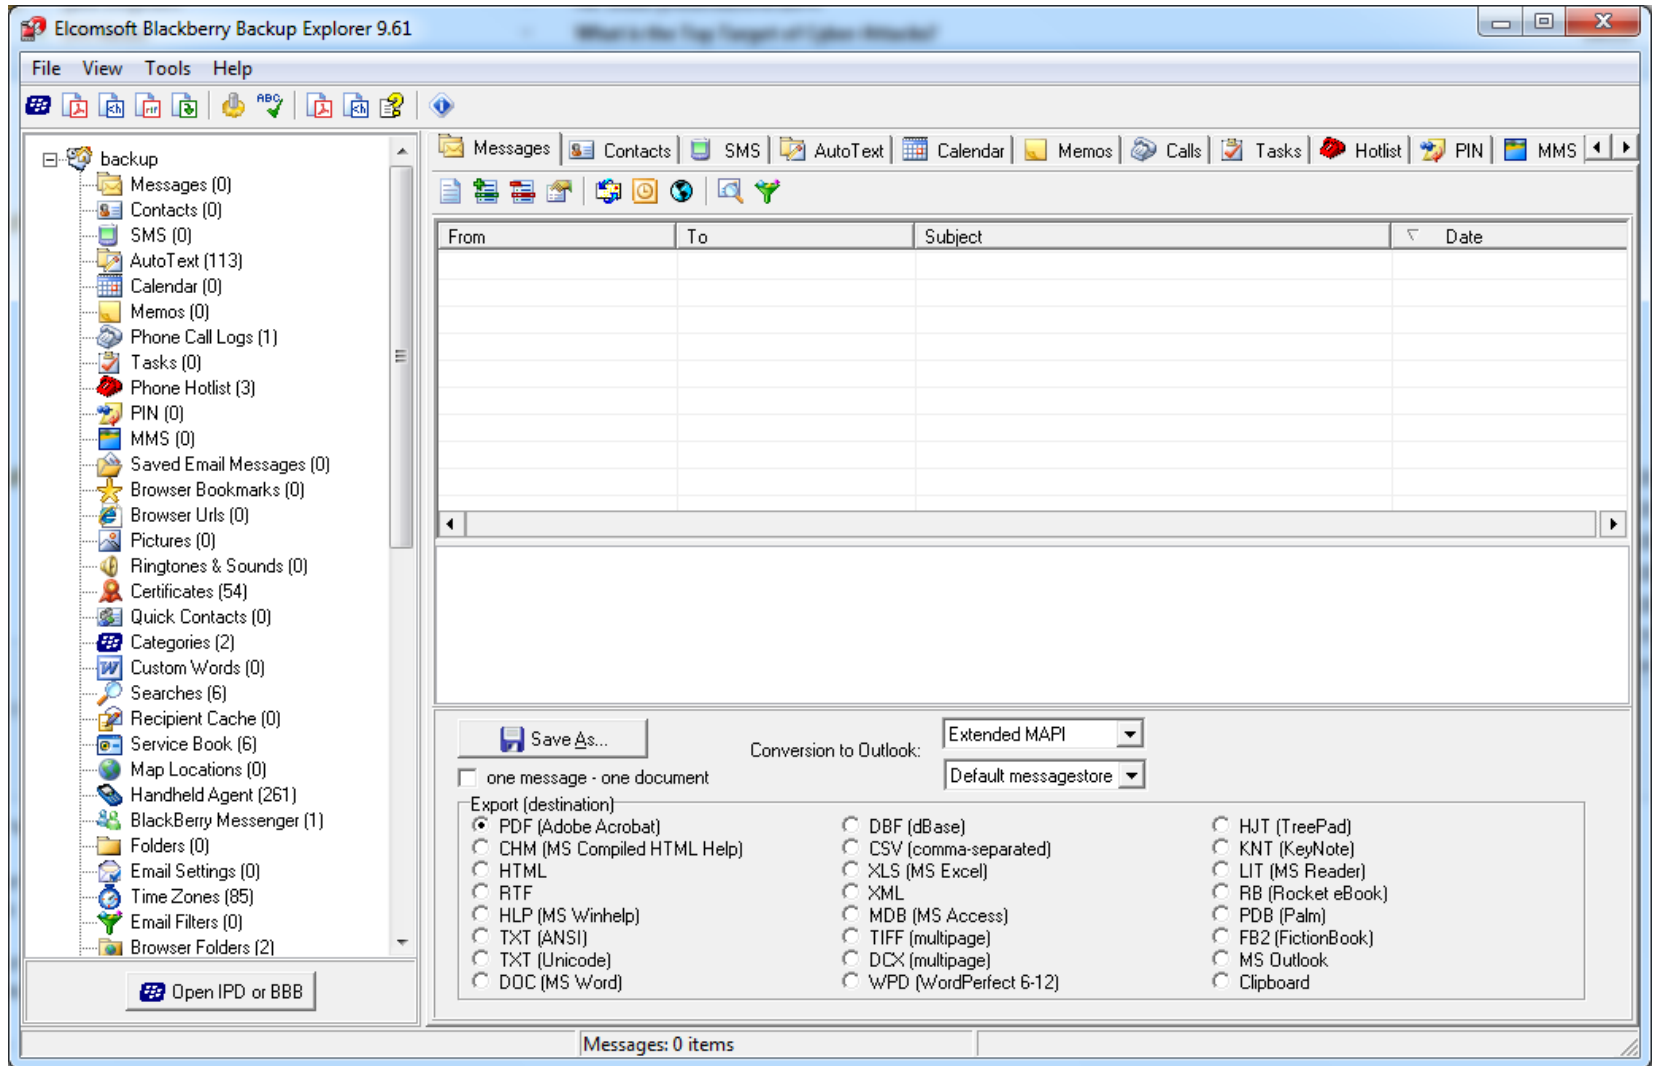 Elcomsoft Blackberry Backup Explorer 9.61
What is the Top Target of Cyber Attacks?
File View Tools Help
backup
Messages (0)
Contacts (0)
SMS (0)
AutoText (113)
Calendar (0)
Memos (0)
Phone Call Logs (1)
Tasks (0)
Phone Hotlist (3)
PIN (0)
MMS (0)
Saved Email Messages (0)
Browser Bookmarks (0)
Browser Urls (0)
Pictures (0)
Ringtones & Sounds (0)
Certificates (54)
Quick Contacts (0)
Categories (2)
Custom Words (0)
Searches (6)
Recipient Cache (0)
Service Book (6)
Map Locations (0)
Handheld Agent (261)
BlackBerry Messenger (1)
Folders (0)
Email Settings (0)
Time Zones (85)
Email Filters (0)
Browser Folders (2)
Open IPD or BBB
Messages Contacts SMS AutoText Calendar Memos Calls Tasks Hotlist PIN MMS
From To Subject Date
Save As...
one message - one document
Conversion to Outlook:
Extended MAPI
Default messagestore
Export (destination)
PDF (Adobe Acrobat)
CHM (MS Compiled HTML Help)
HTML
RTF
HLP (MS Winhelp)
TXT (ANSI)
TXT (Unicode)
DOC (MS Word)
DBF (dBase)
CSV (comma-separated)
XLS (MS Excel)
XML
MDB (MS Access)
TIFF (multipage)
DCX (multipage)
WPD (WordPerfect 6-12)
HJT (TreePad)
KNT (KeyNote)
LIT (MS Reader)
RB (Rocket eBook)
PDB (Palm)
FB2 (FictionBook)
MS Outlook
Clipboard
Messages: 0 items